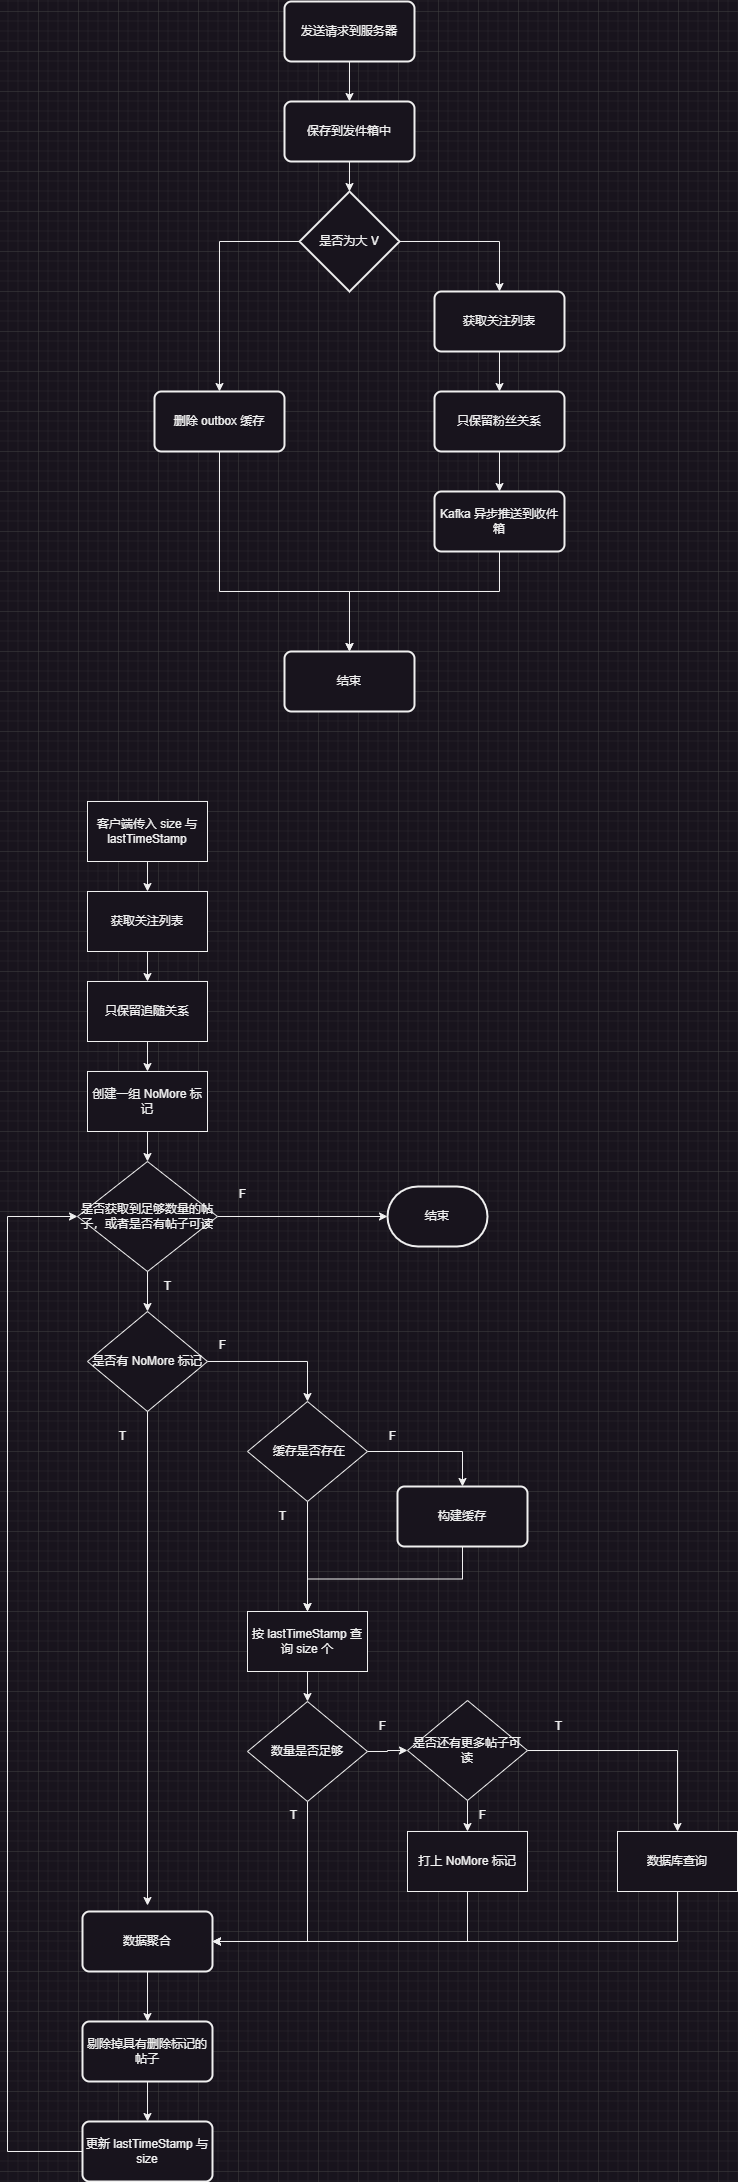 发送请求到服务器
保存到发件箱中
是否为大 V
获取关注列表
删除 outbox 缓存
只保留粉丝关系
Kafka 异步推送到收件
箱
结束
客户端传入 size 与
lastTimeStamp
获取关注列表
只保留追随关系
创建一组 NoMore 标
记
是否获取到足够数量的帖
子，或者是否有帖子可读
F
结束
T
是否有 NoMore 标记
F
T
缓存是否存在
F
T
构建缓存
按 lastTimeStamp 查
询 size 个
数量是否足够
F
T
是否还有更多帖子可
读
T
F
打上 NoMore 标记
数据库查询
数据聚合
剔除掉具有删除标记的
帖子
更新 lastTimeStamp 与
size